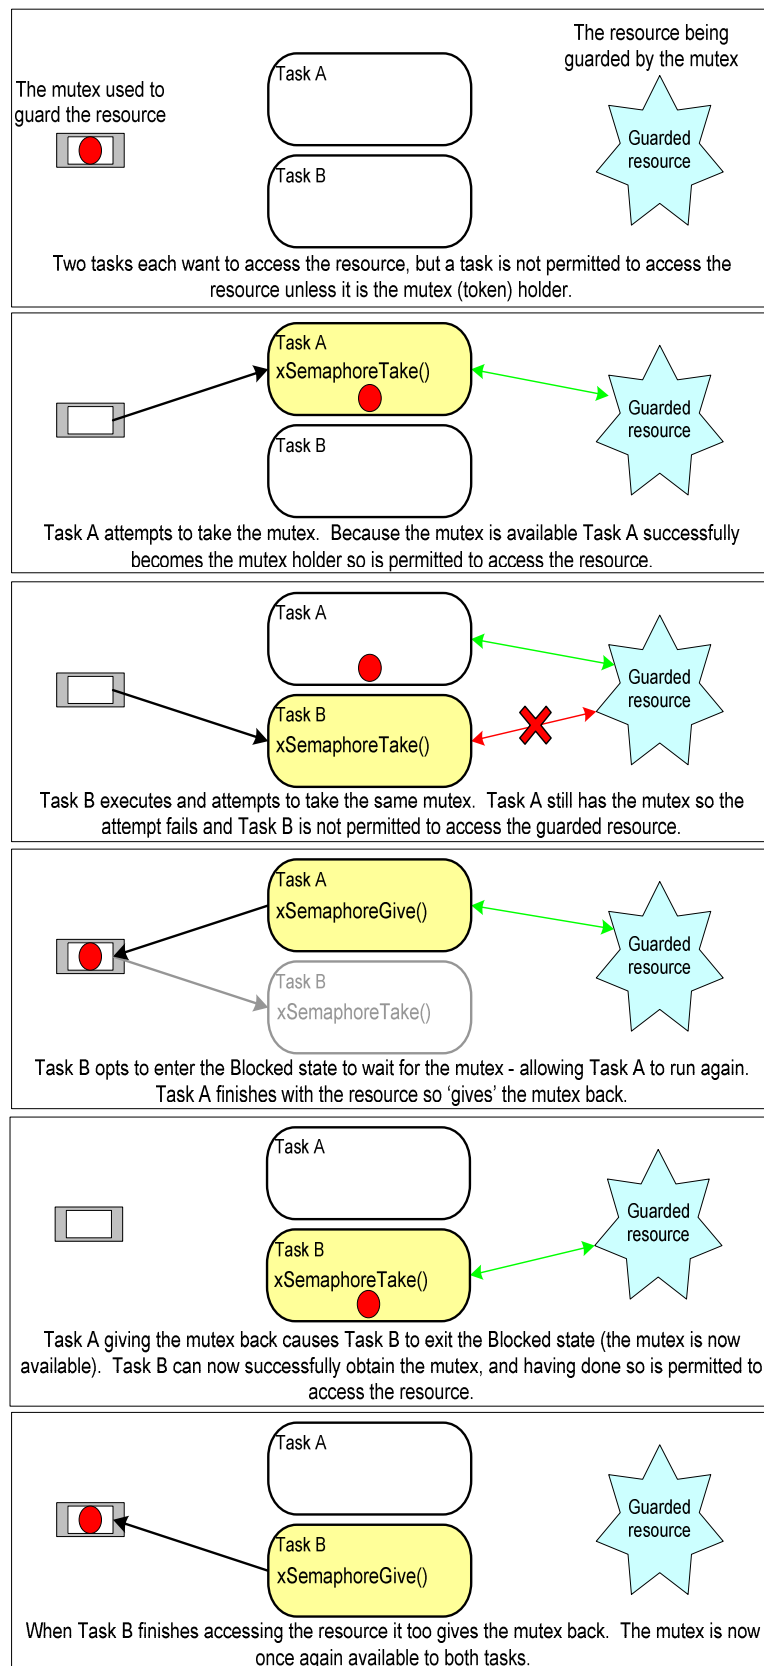 The resource being
guarded by the mutex
The mutex used to
guard the resource
Task A
Task B
Guarded
resource
Two tasks each want to access the resource, but a task is not permitted to access the
resource unless it is the mutex (token) holder.
Task A
xSemaphoreTake()
Task B
Guarded
resource
Task A attempts to take the mutex.  Because the mutex is available Task A successfully
becomes the mutex holder so is permitted to access the resource.
Task A
Task B
xSemaphoreTake()
Guarded
resource
Task B executes and attempts to take the same mutex.  Task A still has the mutex so the
attempt fails and Task B is not permitted to access the guarded resource.
Task A
xSemaphoreGive()
Task B
xSemaphoreTake()
Guarded
resource
Task B opts to enter the Blocked state to wait for the mutex - allowing Task A to run again.
Task A finishes with the resource so ‘gives’ the mutex back.
Task A
Task B
xSemaphoreTake()
Guarded
resource
Task A giving the mutex back causes Task B to exit the Blocked state (the mutex is now
available).  Task B can now successfully obtain the mutex, and having done so is permitted to
access the resource.
Task A
Task B
xSemaphoreGive()
Guarded
resource
When Task B finishes accessing the resource it too gives the mutex back.  The mutex is now
once again available to both tasks.